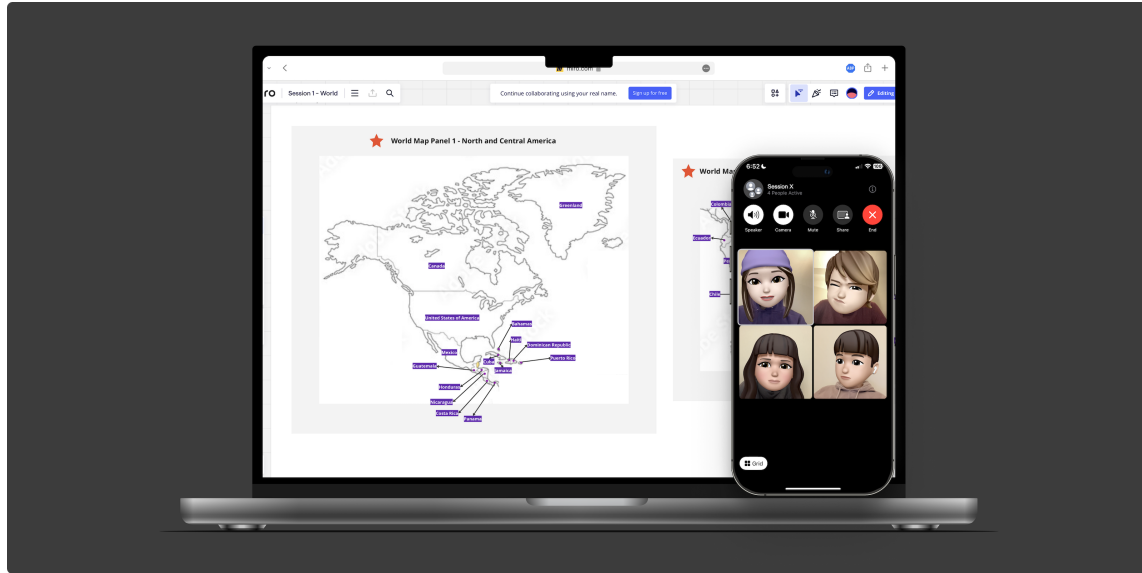 miro.com
ro
Session 1 - World
Continue collaborating using your real name.
Sign up for free
Editing
World Map Panel 1 - North and Central America
Greenland
Canada
United States of America
Bahamas
Mexico
Haiti
Dominican Republic
Cuba
Puerto Rico
Guatemala
Jamaica
Honduras
Nicaragua
Costa Rica
Panama
World Ma
Colombia
Ecuador
Pe
Chile
6:52
Session X
4 People Active
Speaker
Camera
Mute
Share
End
Grid